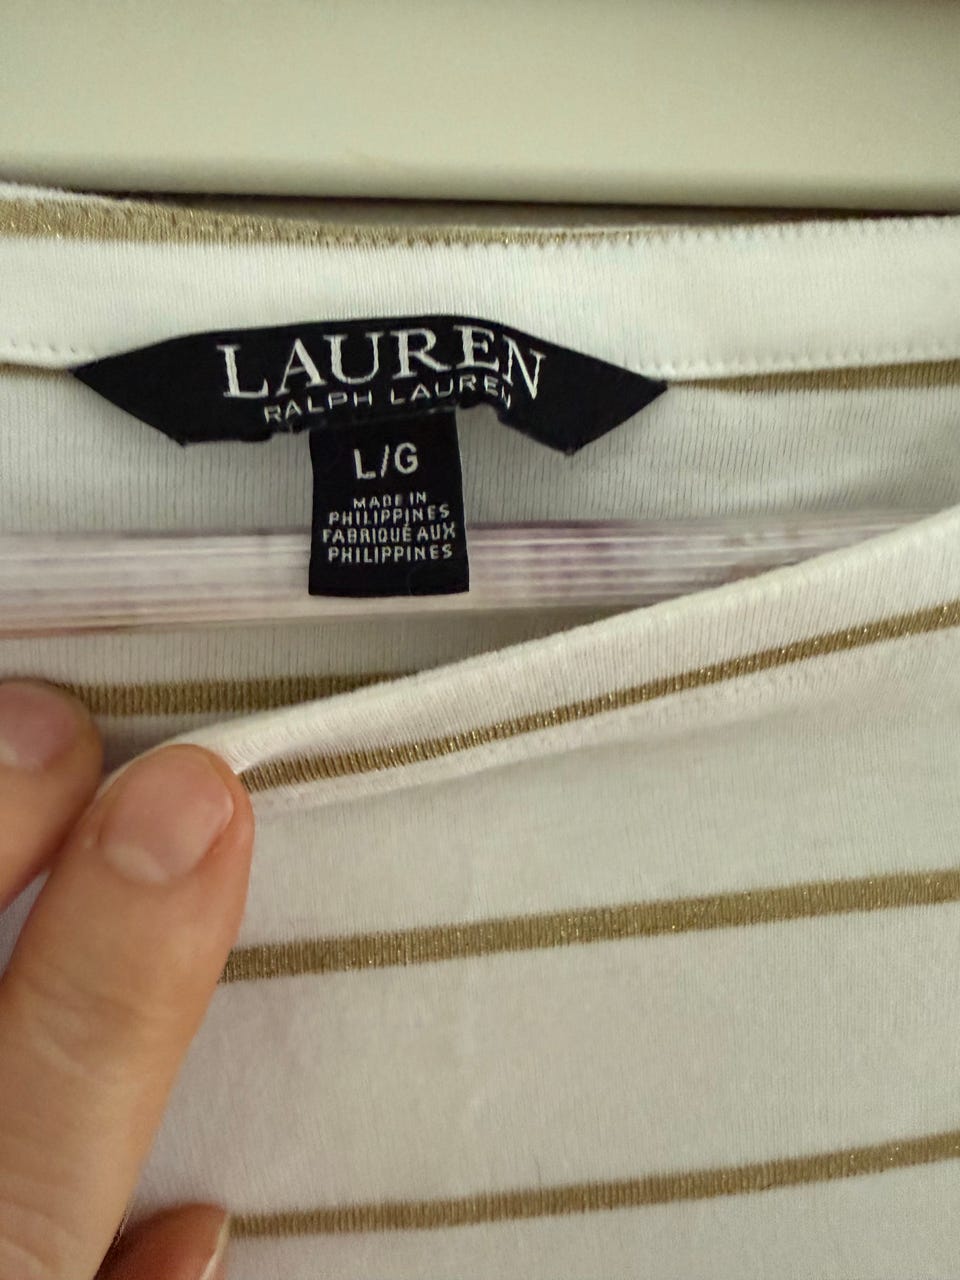 LAUREN
RALPH LAUREN
L/G
MADE IN
PHILIPPINES
FABRIQUÉ AUX
PHILIPPINES